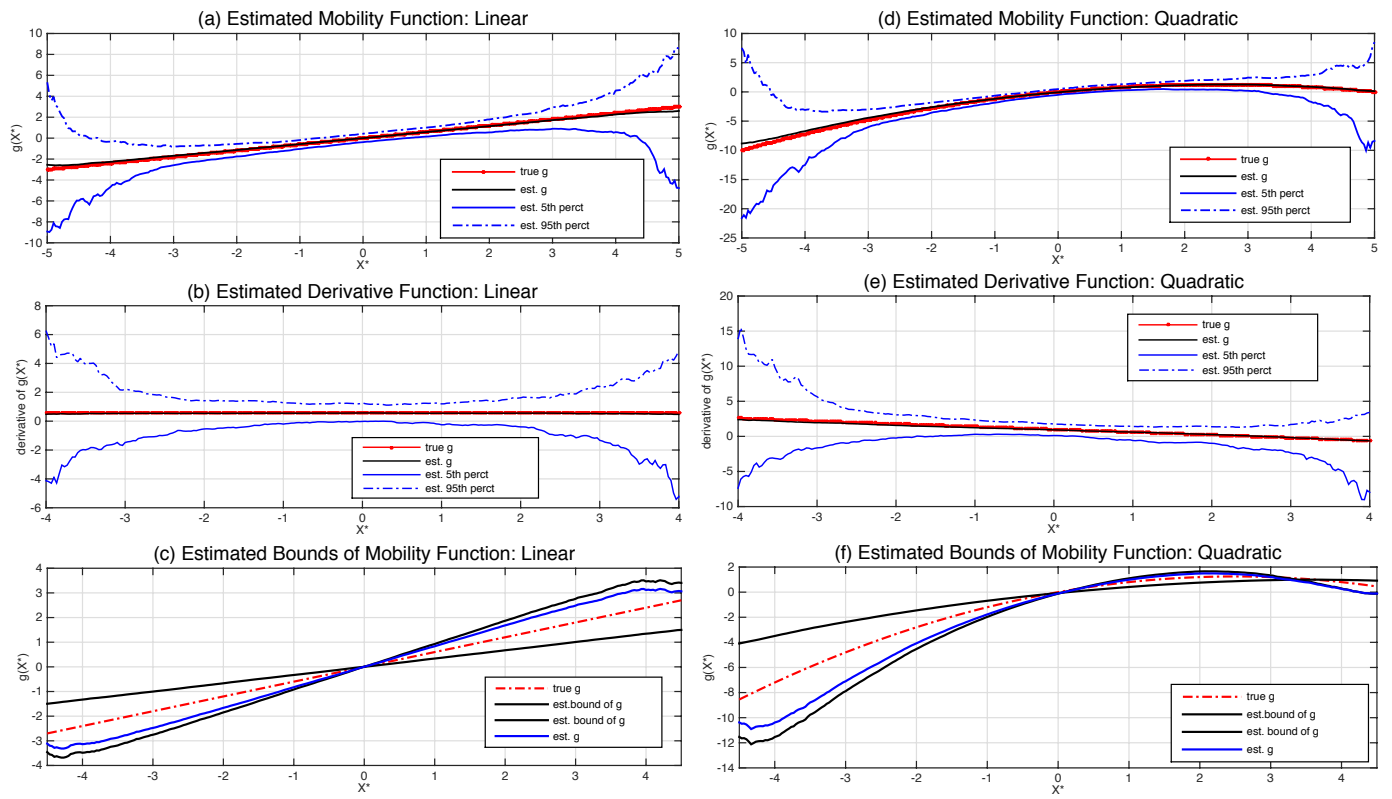 (a) Estimated Mobility Function: Linear
10
8
6
4
2
0
-2
-4
-6
-8
-10
g(X*)
-5 -4 -3 -2 -1 0 1 2 3 4 5
X*
true g
est. g
est. 5th perct
est. 95th perct
(d) Estimated Mobility Function: Quadratic
10
5
0
-5
-10
-15
-20
-25
g(X*)
-5 -4 -3 -2 -1 0 1 2 3 4 5
X*
true g
est. g
est. 5th perct
est. 95th perct
(b) Estimated Derivative Function: Linear
8
6
4
2
0
-2
-4
-6
derivative of g(X*)
-4 -3 -2 -1 0 1 2 3 4
X*
true g
est. g
est. 5th perct
est. 95th perct
(e) Estimated Derivative Function: Quadratic
20
15
10
5
0
-5
-10
derivative of g(X*)
-4 -3 -2 -1 0 1 2 3 4
X*
true g
est. g
est. 5th perct
est. 95th perct
(c) Estimated Bounds of Mobility Function: Linear
4
3
2
1
0
-1
-2
-3
-4
g(X*)
-4 -3 -2 -1 0 1 2 3 4
X*
true g
est.bound of g
est. bound of g
est. g
(f) Estimated Bounds of Mobility Function: Quadratic
2
0
-2
-4
-6
-8
-10
-12
-14
g(X*)
-4 -3 -2 -1 0 1 2 3 4
X*
true g
est.bound of g
est. bound of g
est. g